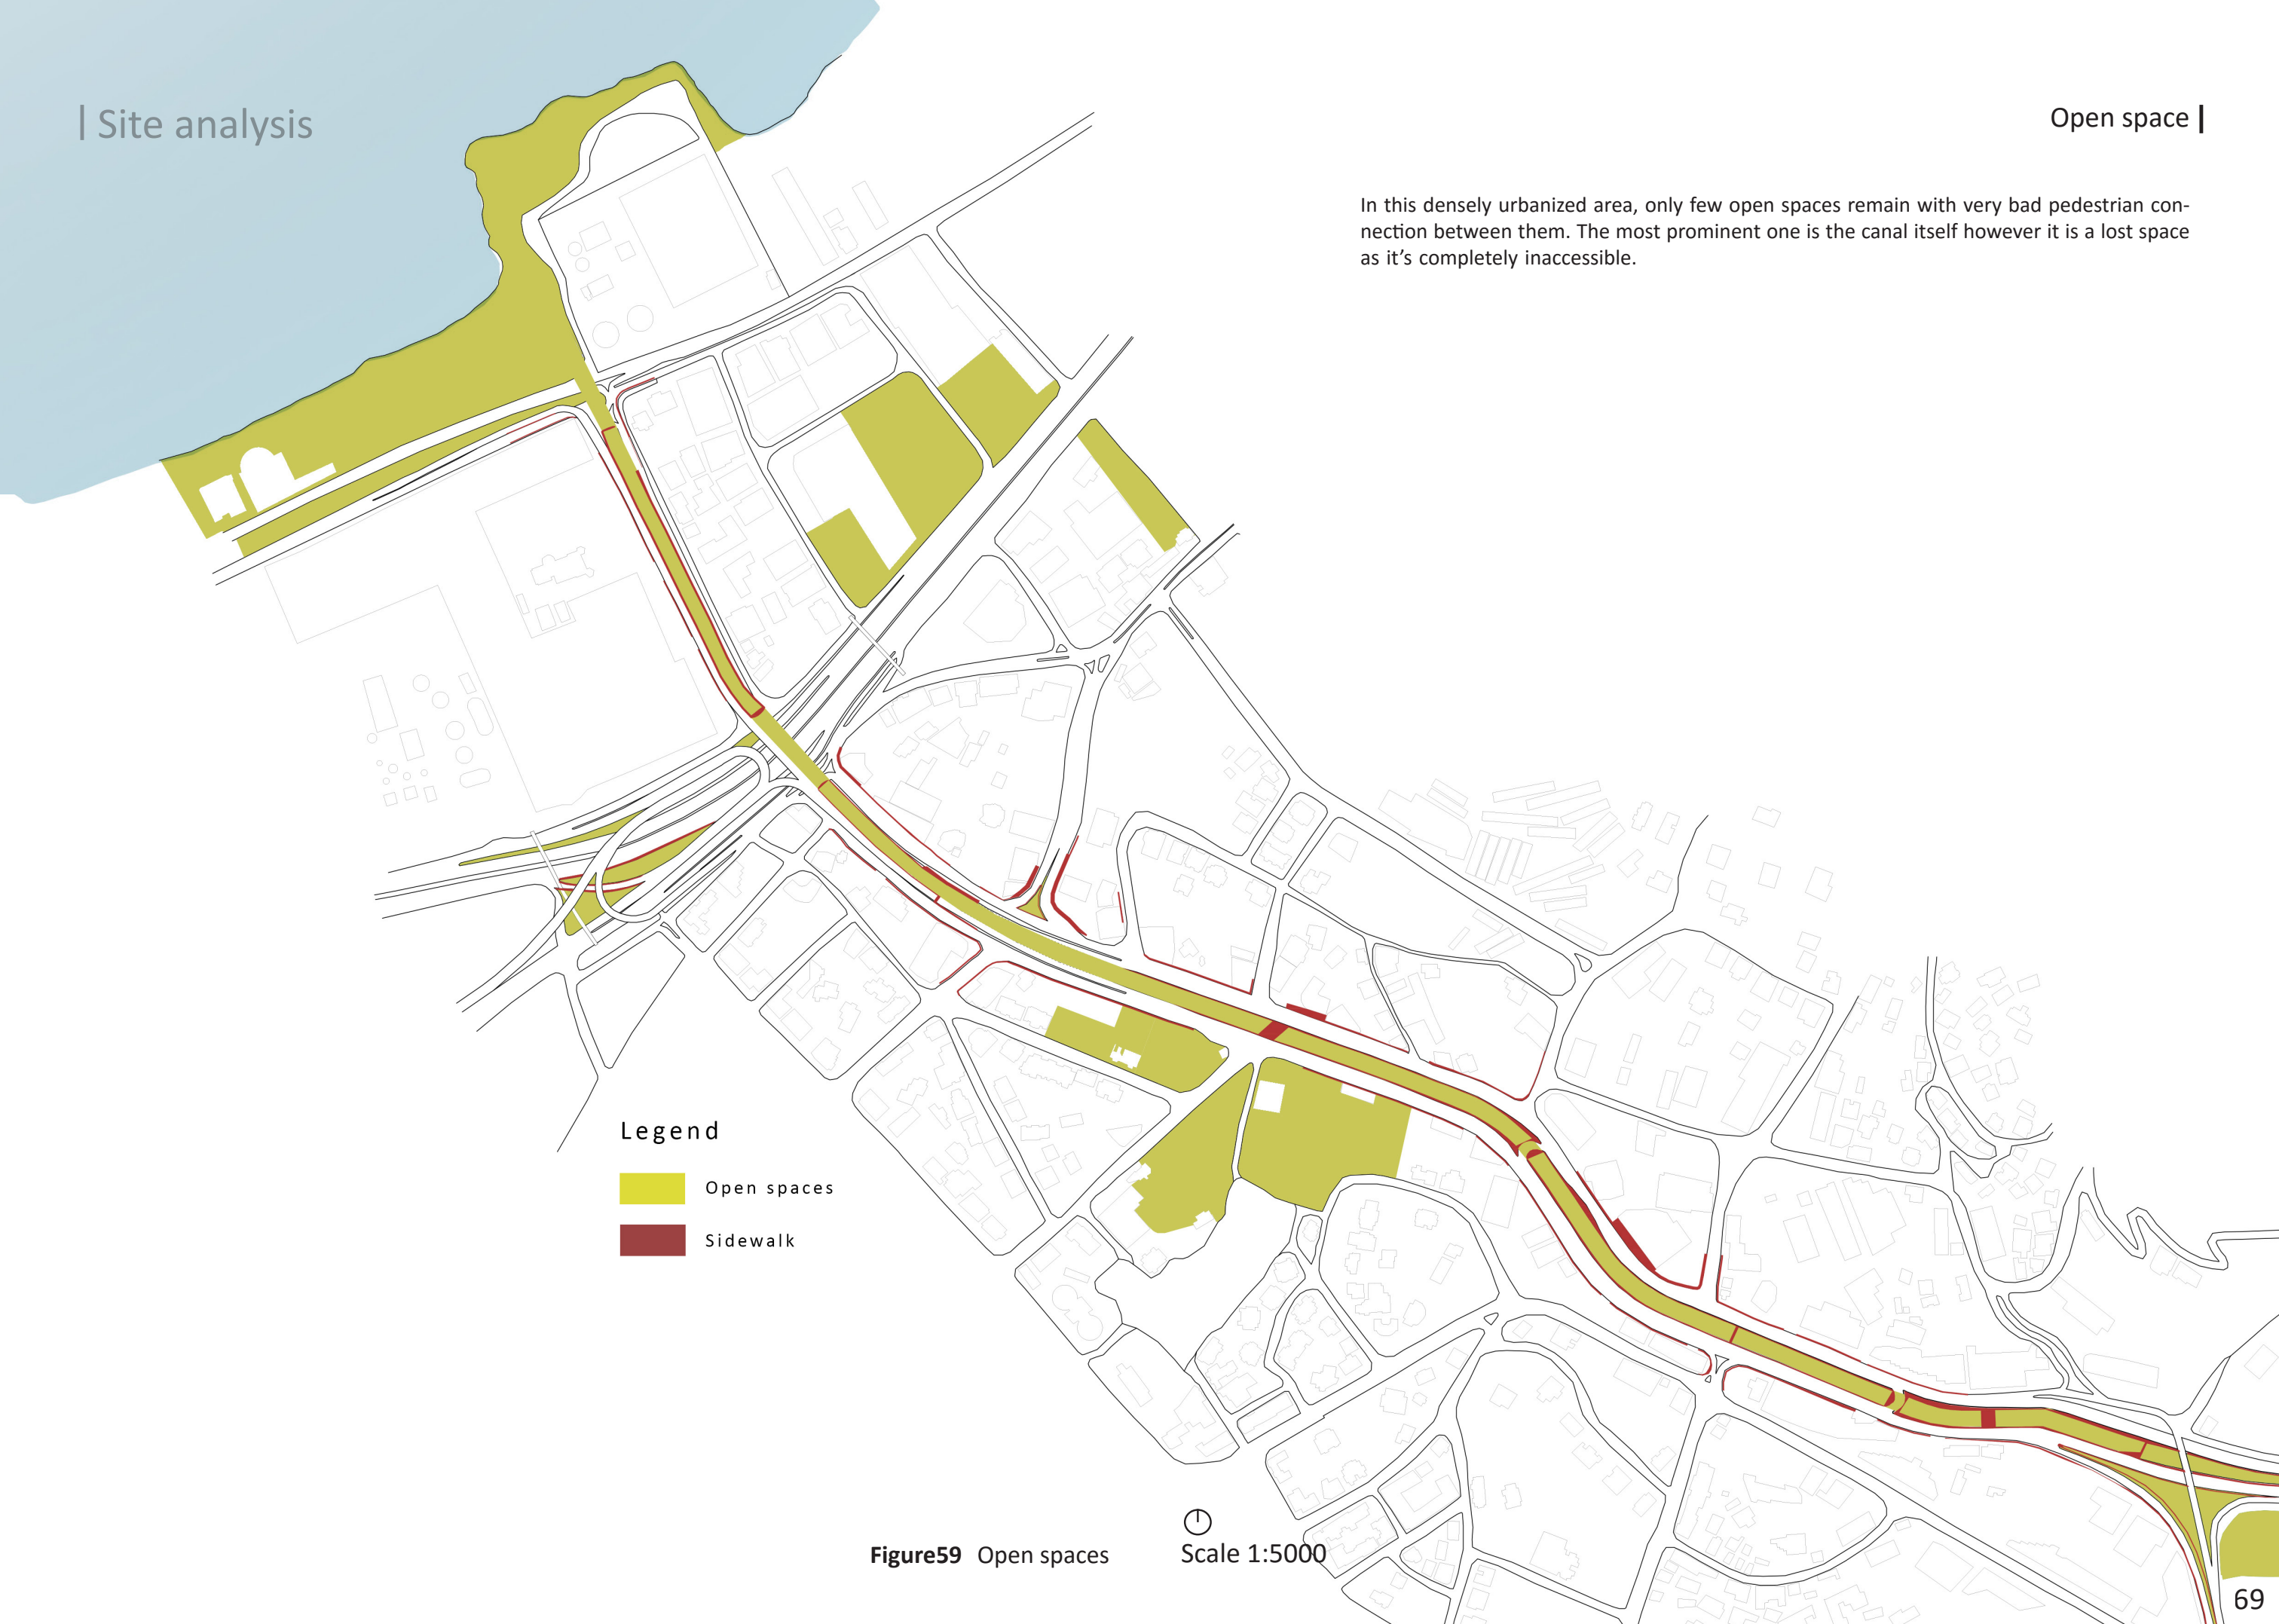 | Site analysis
Open space |
In this densely urbanized area, only few open spaces remain with very bad pedestrian con-
nection between them. The most prominent one is the canal itself however it is a lost space
as it’s completely inaccessible.
Legend
Open spaces
Sidewalk
Figure59 Open spaces
Scale 1:5000
69